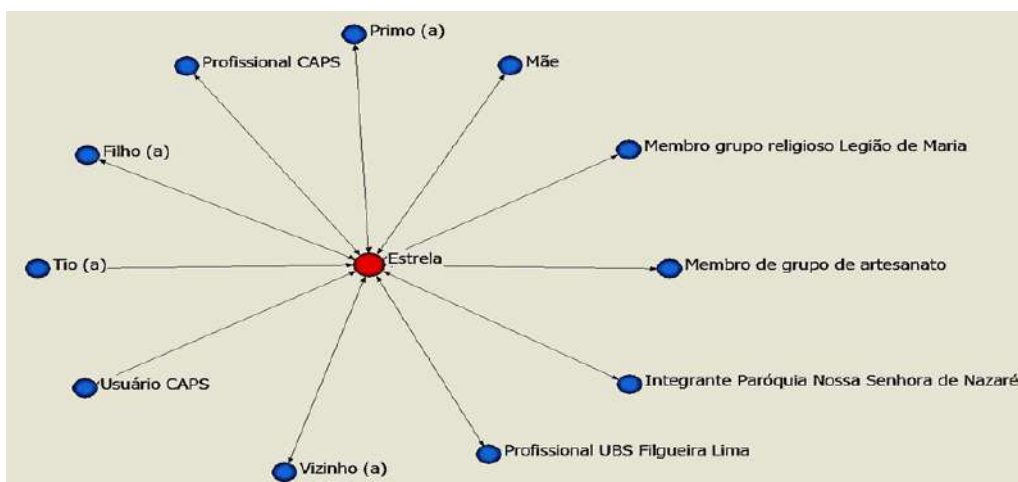 Primo (a)
Profissional CAPS
Mãe
Membro grupo religioso Legião de Maria
Filho (a)
Estrela
Tio (a)
Membro de grupo de artesanato
Usuário CAPS
Integrante Paróquia Nossa Senhora de Nazaré
Profissional UBS Filgueira Lima
Vizinho (a)